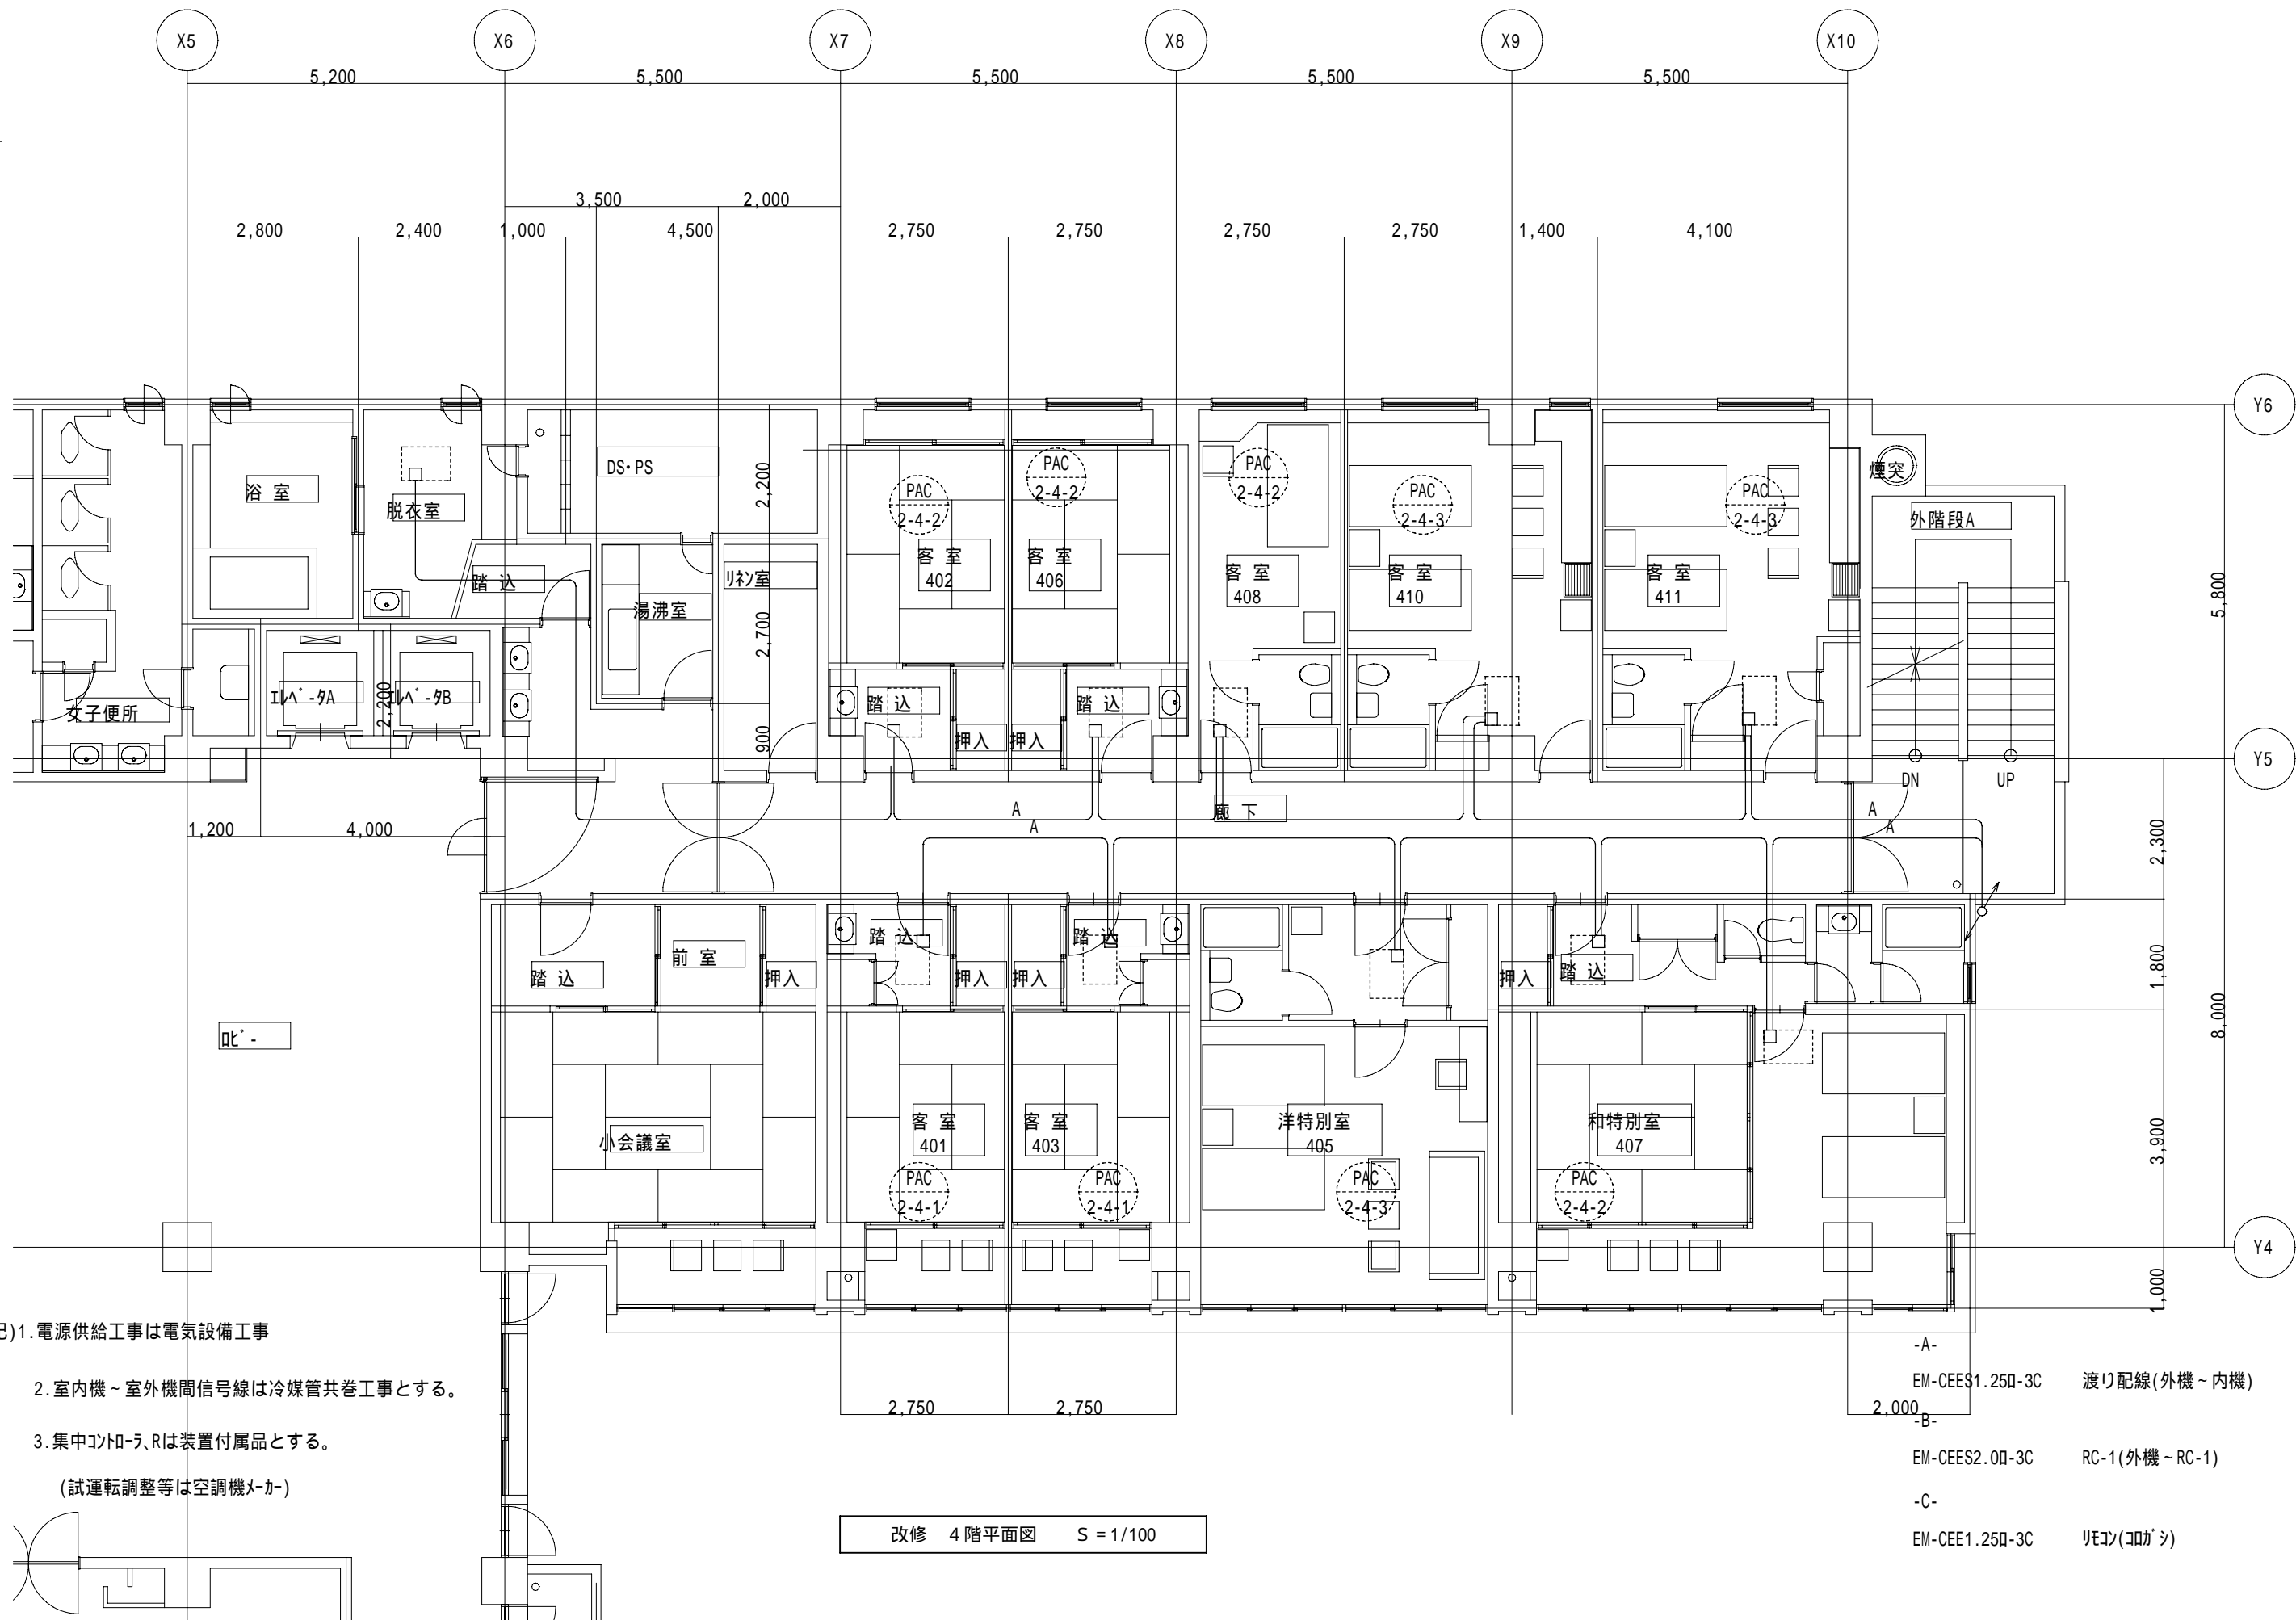 X5
X6
X7
X8
X9
X10
5,200
5,500
5,500
5,500
5,500
3,500
2,000
2,800
2,400
1,000
4,500
2,750
2,750
2,750
2,750
1,400
4,100
Y6
浴 室
脱衣室
DS・PS
2,200
PAC
2-4-2
PAC
2-4-2
PAC
2-4-2
PAC
2-4-3
PAC
2-4-3
煙突
外階段A
客 室
402
客 室
406
客 室
408
客 室
410
客 室
411
踏 込
湯沸室
リネン室
2,700
5,800
エレベータA
エレベータB
2,200
女子便所
踏 込
押入
押入
踏 込
900
Y5
DN
UP
1,200
4,000
A
A
廊 下
A
A
2,300
踏 込
前 室
押入
踏 込
押入
押入
踏 込
押入
踏 込
1,800
8,000
ロビー
小会議室
客 室
401
客 室
403
洋特別室
405
和特別室
407
3,900
PAC
2-4-1
PAC
2-4-1
PAC
2-4-3
PAC
2-4-2
Y4
1,000
1.電源供給工事は電気設備工事
2.室内機~室外機間信号線は冷媒管共巻工事とする。
3.集中コントローラ、Rは装置付属品とする。
(試運転調整等は空調機メーカー)
2,750
2,750
2,000
-A-
EM-CEES1.25□-3C 渡り配線(外機~内機)
-B-
EM-CEES2.0□-3C RC-1(外機~RC-1)
-C-
EM-CEE1.25□-3C リモコン(コロガシ)
改修 4階平面図 S=1/100